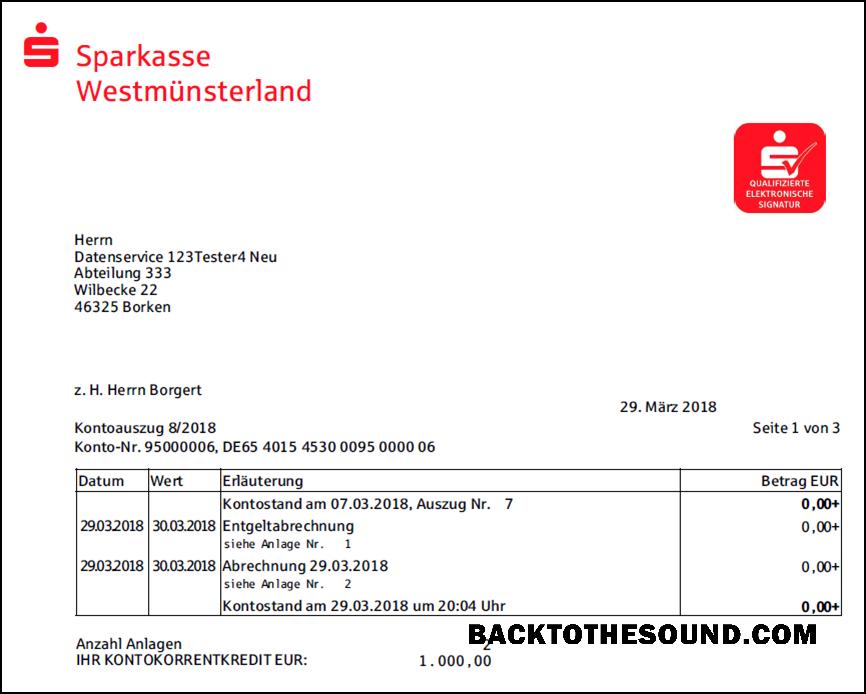 Sparkasse
Westmünsterland
QUALIFIZIERTE
ELEKTRONISCHE
SIGNATUR
Herrn
Datenservice 123Tester4 Neu
Abteilung 333
Wilbecke 22
46325 Borken
z. H. Herrn Borgert
29. März 2018
Kontoauszug 8/2018 Seite 1 von 3
Konto-Nr. 95000006, DE65 4015 4530 0095 0000 06
Datum Wert Erläuterung Betrag EUR
Kontostand am 07.03.2018, Auszug Nr. 7 0,00+
29.03.2018 30.03.2018 Entgeltabrechnung 0,00+
siehe Anlage Nr. 1
29.03.2018 30.03.2018 Abrechnung 29.03.2018 0,00+
siehe Anlage Nr. 2
Kontostand am 29.03.2018 um 20:04 Uhr 0,00+
Anzahl Anlagen 2
BACKTOTHESOUND.COM
IHR KONTOKORRENTKREDIT EUR: 1.000,00